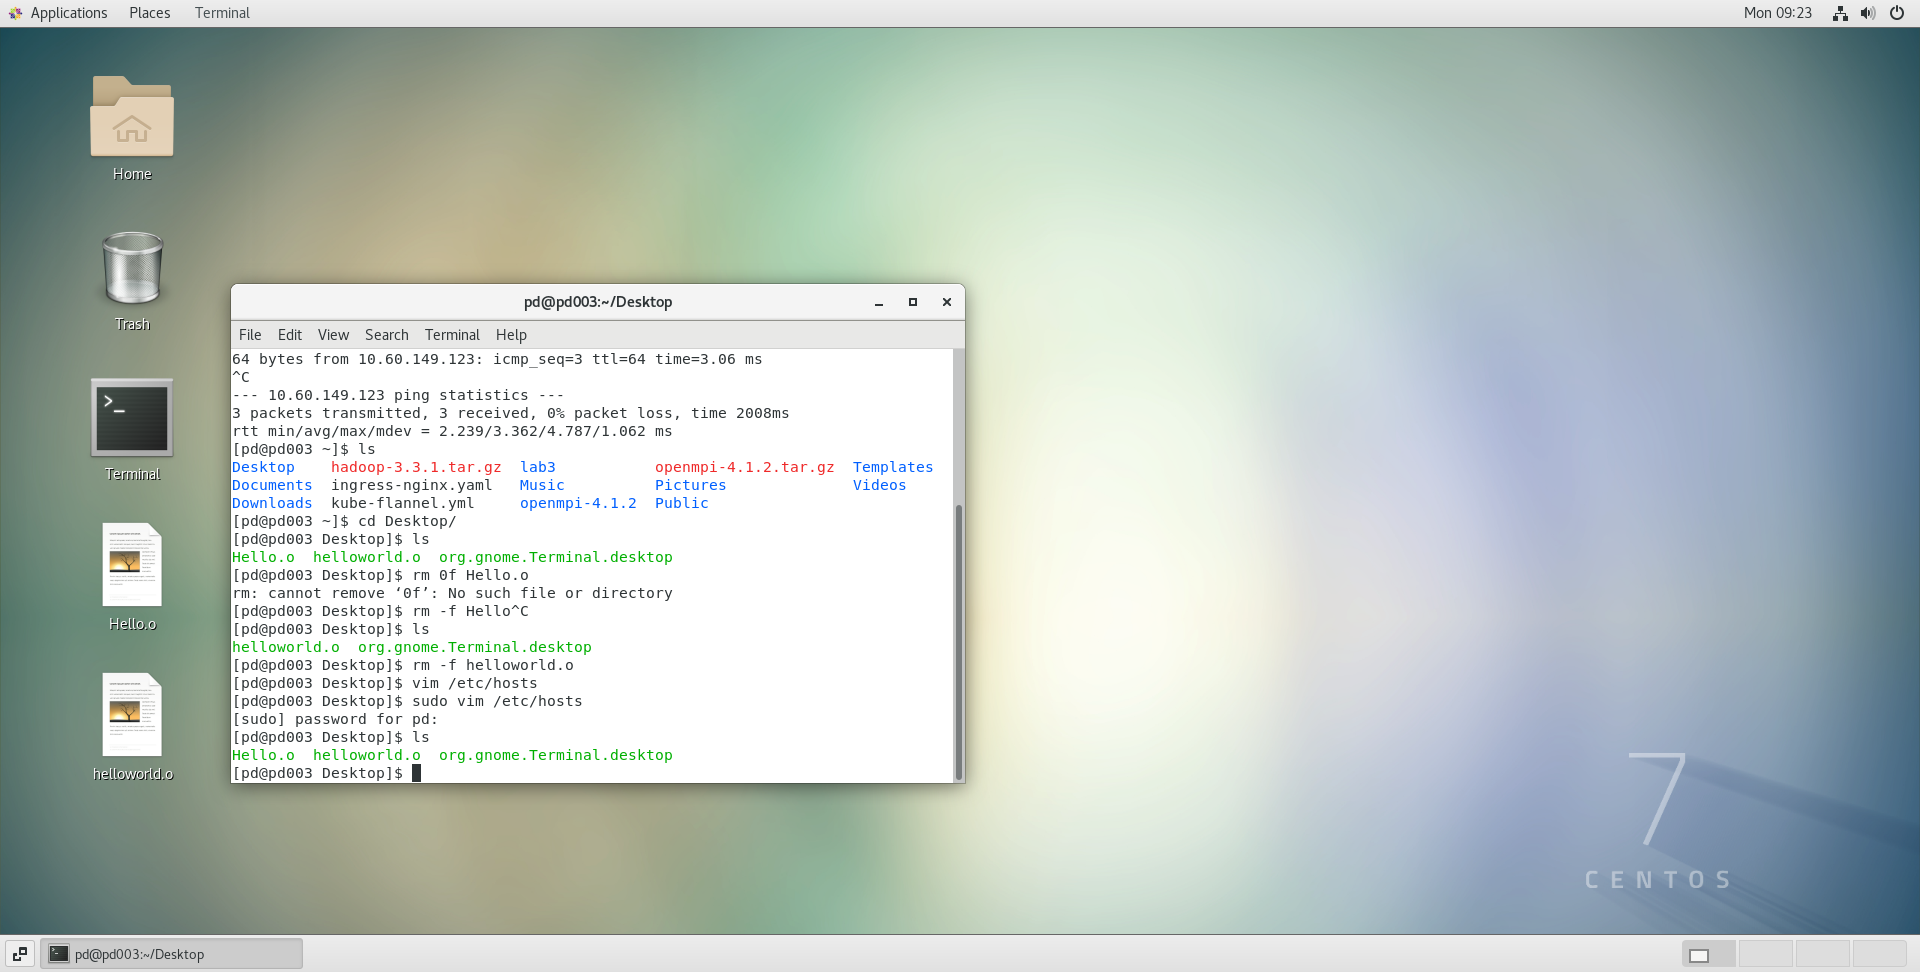 Applications Places Terminal Mon 09:23
Home
Trash
Terminal
Hello.o
helloworld.o
pd@pd003:~/Desktop
File Edit View Search Terminal Help
64 bytes from 10.60.149.123: icmp_seq=3 ttl=64 time=3.06 ms
^C
--- 10.60.149.123 ping statistics ---
3 packets transmitted, 3 received, 0% packet loss, time 2008ms
rtt min/avg/max/mdev = 2.239/3.362/4.787/1.062 ms
[pd@pd003 ~]$ ls
Desktop    hadoop-3.3.1.tar.gz  lab3           openmpi-4.1.2.tar.gz  Templates
Documents  ingress-nginx.yaml   Music          Pictures              Videos
Downloads  kube-flannel.yml     openmpi-4.1.2  Public
[pd@pd003 ~]$ cd Desktop/
[pd@pd003 Desktop]$ ls
Hello.o  helloworld.o  org.gnome.Terminal.desktop
[pd@pd003 Desktop]$ rm 0f Hello.o
rm: cannot remove ‘0f’: No such file or directory
[pd@pd003 Desktop]$ rm -f Hello^C
[pd@pd003 Desktop]$ ls
helloworld.o  org.gnome.Terminal.desktop
[pd@pd003 Desktop]$ rm -f helloworld.o
[pd@pd003 Desktop]$ vim /etc/hosts
[pd@pd003 Desktop]$ sudo vim /etc/hosts
[sudo] password for pd:
[pd@pd003 Desktop]$ ls
Hello.o  helloworld.o  org.gnome.Terminal.desktop
[pd@pd003 Desktop]$
7
CENTOS
pd@pd003:~/Desktop